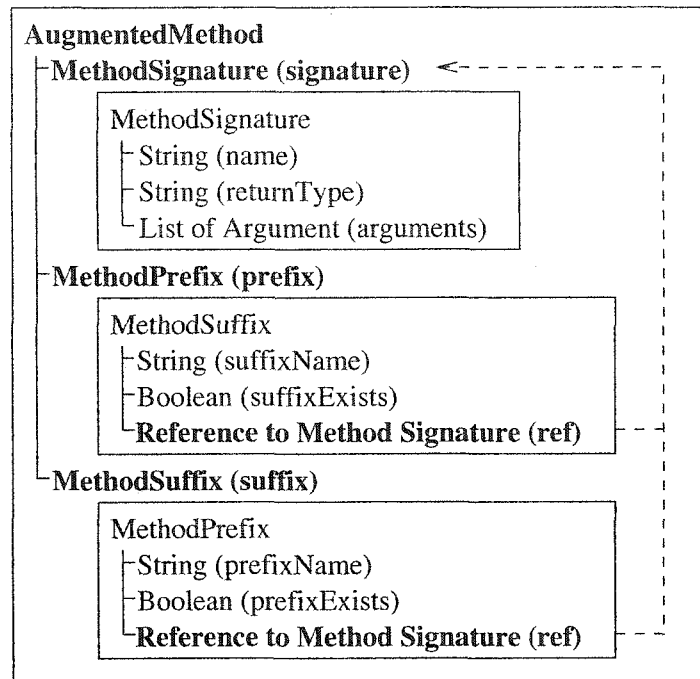 AugmentedMethod
MethodSignature (signature)
MethodSignature
String (name)
String (returnType)
List of Argument (arguments)
MethodPrefix (prefix)
MethodSuffix
String (suffixName)
Boolean (suffixExists)
Reference to Method Signature (ref)
MethodSuffix (suffix)
MethodPrefix
String (prefixName)
Boolean (prefixExists)
Reference to Method Signature (ref)